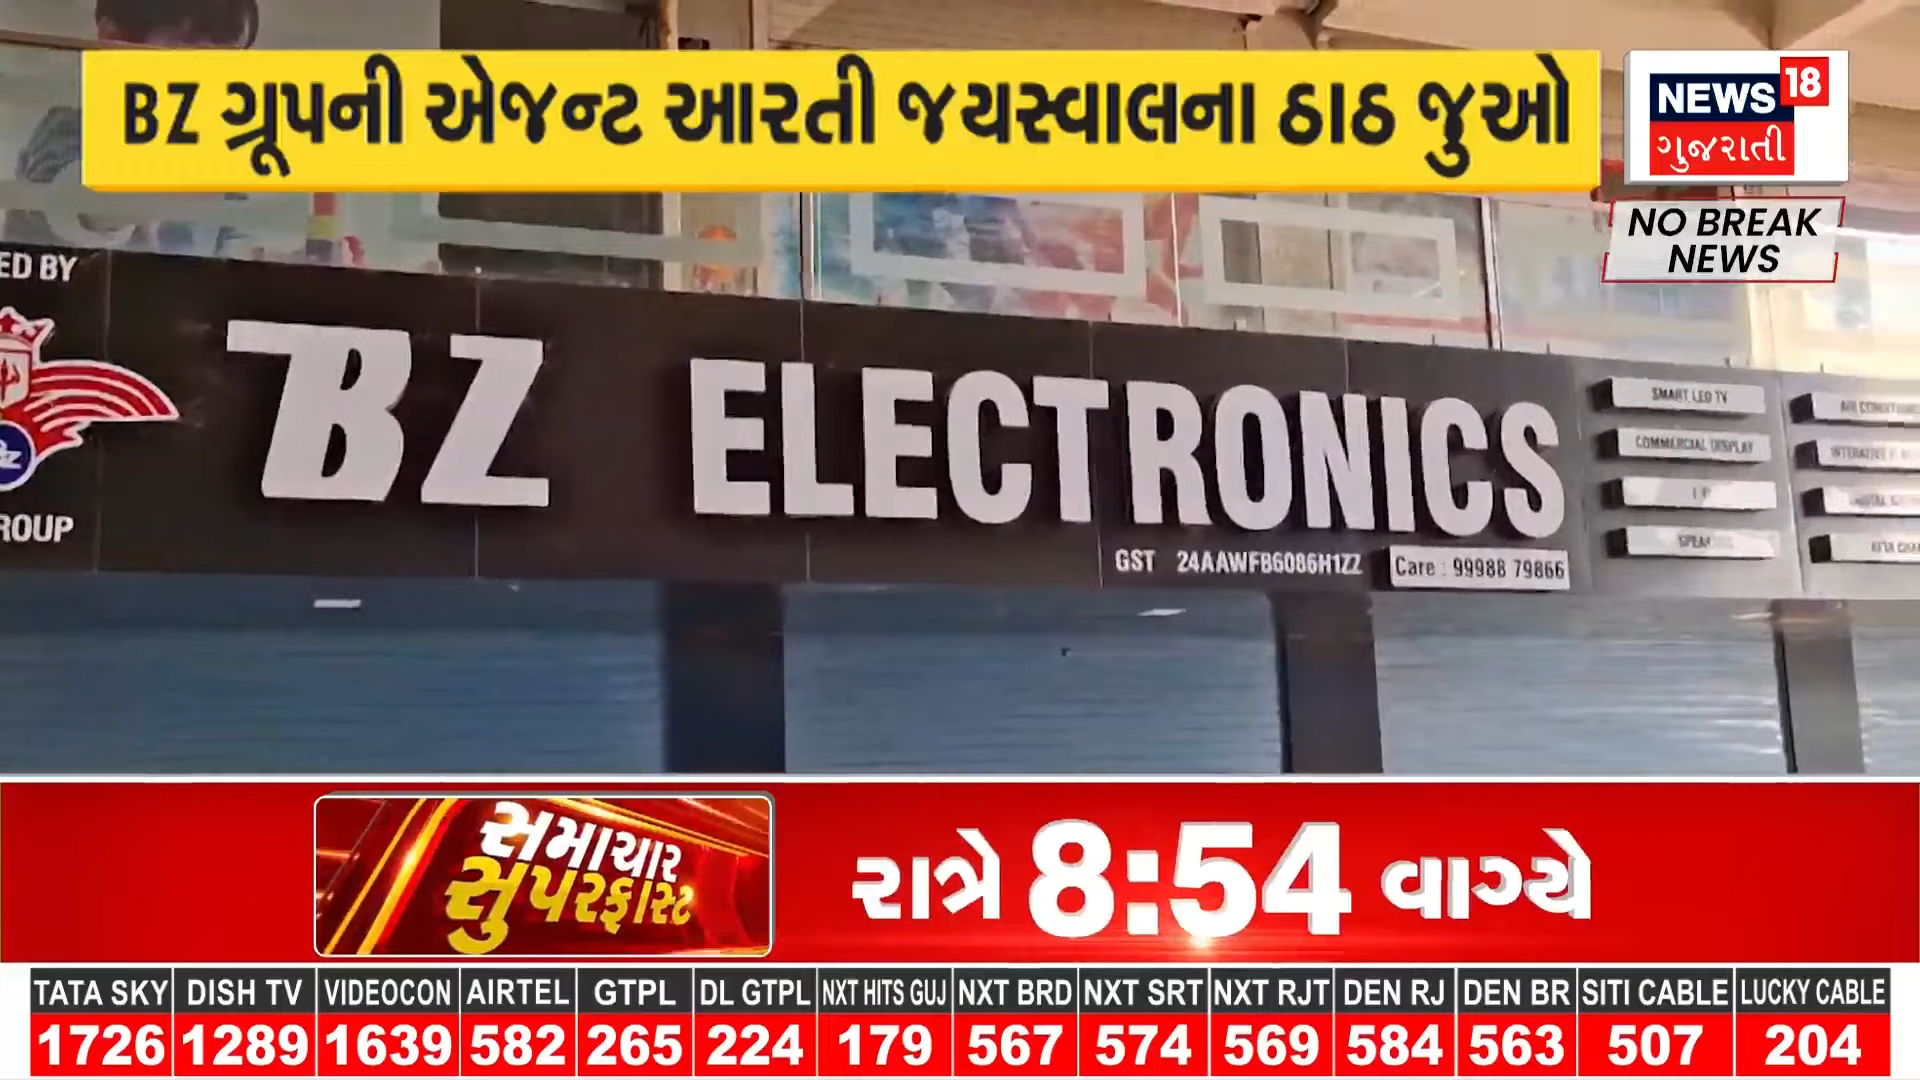 BZ ગ્રૂપની એજન્ટ આરતી જયસ્વાલના ઠાઠ જુઓ
NEWS 18
ગુજરાતી
NO BREAK
NEWS
ED BY
BZ
ROUP
BZ ELECTRONICS
GST 24AAWFB6086H1ZZ Care : 99988 79866
SMART LED TV
COMMERCIAL DISPLAY
સમાચાર
સુપરફાસ્ટ
રાત્રે 8:54 વાગ્યે
TATA SKY DISH TV VIDEOCON AIRTEL GTPL DL GTPL NXT HITS GUJ NXT BRD NXT SRT NXT RJT DEN RJ DEN BR SITI CABLE LUCKY CABLE
1726 1289 1639 582 265 224 179 567 574 569 584 563 507 204